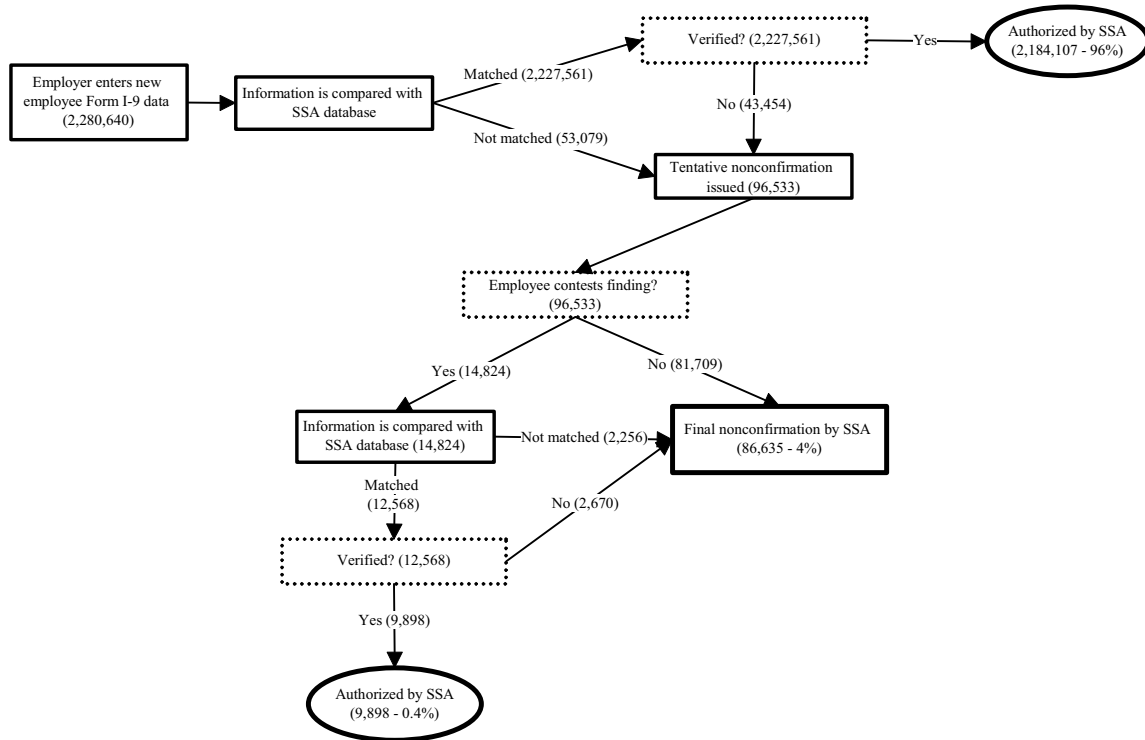 Employer enters new
employee Form I-9 data
(2,280,640)
Information is compared with
SSA database
Matched (2,227,561)
Not matched (53,079)
Verified? (2,227,561)
Yes
Authorized by SSA
(2,184,107 - 96%)
No (43,454)
Tentative nonconfirmation
issued (96,533)
Employee contests finding?
(96,533)
Yes (14,824)
No (81,709)
Information is compared with
SSA database (14,824)
Not matched (2,256)
Final nonconfirmation by SSA
(86,635 - 4%)
Matched
(12,568)
No (2,670)
Verified? (12,568)
Yes (9,898)
Authorized by SSA
(9,898 - 0.4%)